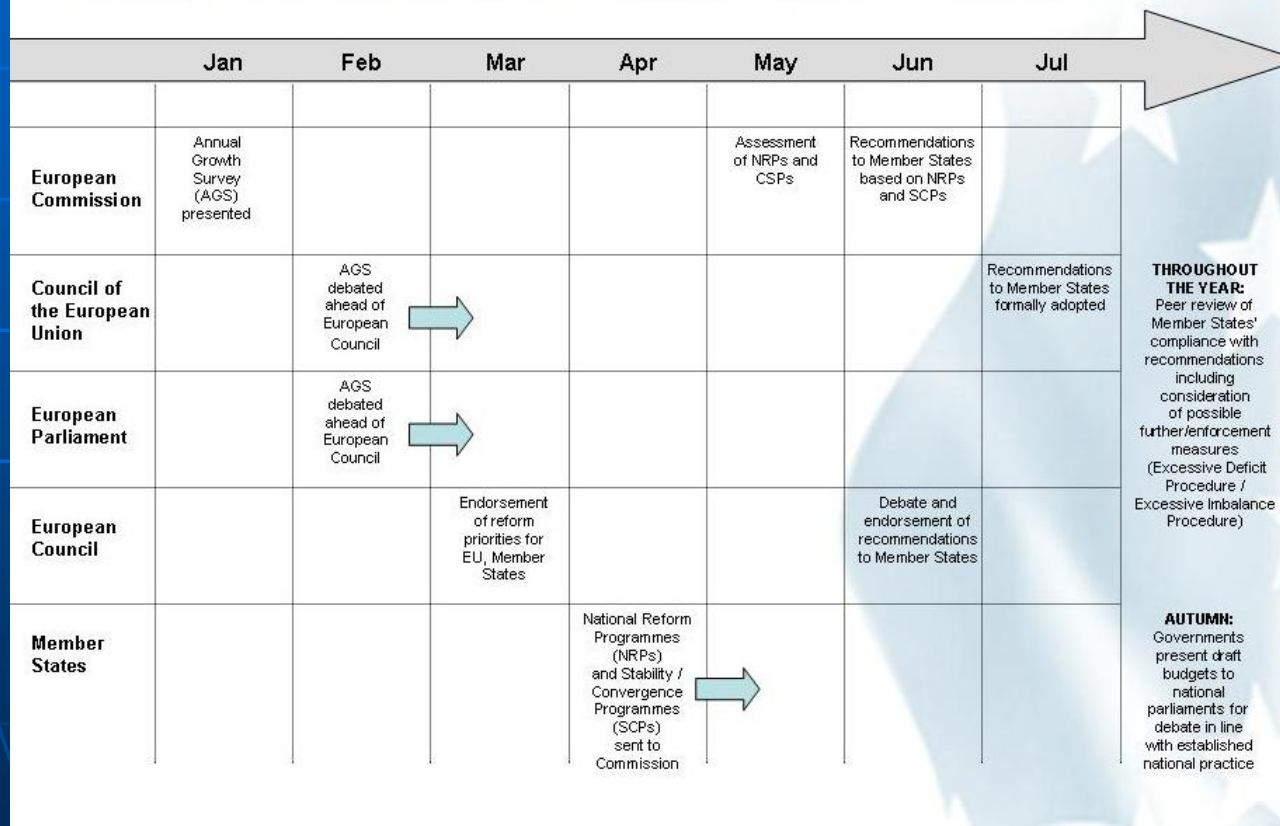 Jan Feb Mar Apr May Jun Jul
European
Commission
Annual
Growth
Survey
(AGS)
presented
Assessment
of NRPs and
CSPs
Recommendations
to Member States
based on NRPs
and SCPs
Council of
the European
Union
AGS
debated
ahead of
European
Council
Recommendations
to Member States
formally adopted
European
Parliament
AGS
debated
ahead of
European
Council
European
Council
Endorsement
of reform
priorities for
EU, Member
States
Debate and
endorsement of
recommendations
to Member States
Member
States
National Reform
Programmes
(NRPs)
and Stability /
Convergence
Programmes
(SCPs)
sent to
Commission
THROUGHOUT
THE YEAR:
Peer review of
Member States'
compliance with
recommendations
including
consideration
of possible
further/enforcement
measures
(Excessive Deficit
Procedure /
Excessive Imbalance
Procedure)
AUTUMN:
Governments
present draft
budgets to
national
parliaments for
debate in line
with established
national practice